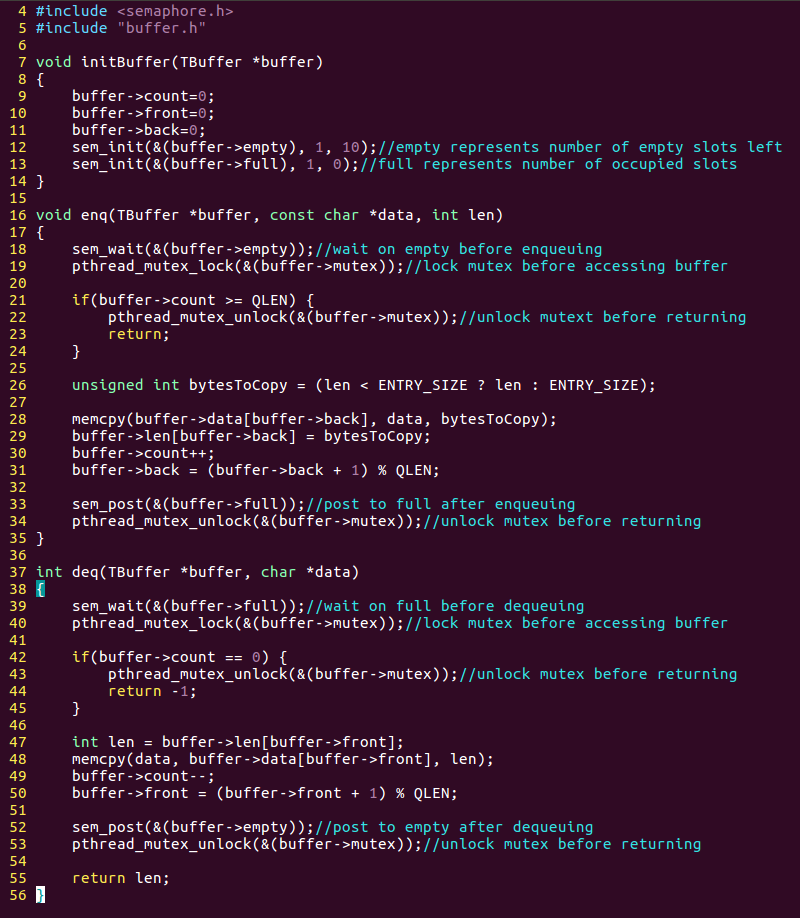 4 #include <semaphore.h>
5 #include "buffer.h"
6
7 void initBuffer(TBuffer *buffer)
8 {
9     buffer->count=0;
10     buffer->front=0;
11     buffer->back=0;
12     sem_init(&(buffer->empty), 1, 10);//empty represents number of empty slots left
13     sem_init(&(buffer->full), 1, 0);//full represents number of occupied slots
14 }
15
16 void enq(TBuffer *buffer, const char *data, int len)
17 {
18     sem_wait(&(buffer->empty));//wait on empty before enqueuing
19     pthread_mutex_lock(&(buffer->mutex));//lock mutex before accessing buffer
20
21     if(buffer->count >= QLEN) {
22         pthread_mutex_unlock(&(buffer->mutex));//unlock mutext before returning
23         return;
24     }
25
26     unsigned int bytesToCopy = (len < ENTRY_SIZE ? len : ENTRY_SIZE);
27
28     memcpy(buffer->data[buffer->back], data, bytesToCopy);
29     buffer->len[buffer->back] = bytesToCopy;
30     buffer->count++;
31     buffer->back = (buffer->back + 1) % QLEN;
32
33     sem_post(&(buffer->full));//post to full after enqueuing
34     pthread_mutex_unlock(&(buffer->mutex));//unlock mutex before returning
35 }
36
37 int deq(TBuffer *buffer, char *data)
38 {
39     sem_wait(&(buffer->full));//wait on full before dequeuing
40     pthread_mutex_lock(&(buffer->mutex));//lock mutex before accessing buffer
41
42     if(buffer->count == 0) {
43         pthread_mutex_unlock(&(buffer->mutex));//unlock mutex before returning
44         return -1;
45     }
46
47     int len = buffer->len[buffer->front];
48     memcpy(data, buffer->data[buffer->front], len);
49     buffer->count--;
50     buffer->front = (buffer->front + 1) % QLEN;
51
52     sem_post(&(buffer->empty));//post to empty after dequeuing
53     pthread_mutex_unlock(&(buffer->mutex));//unlock mutex before returning
54
55     return len;
56 }